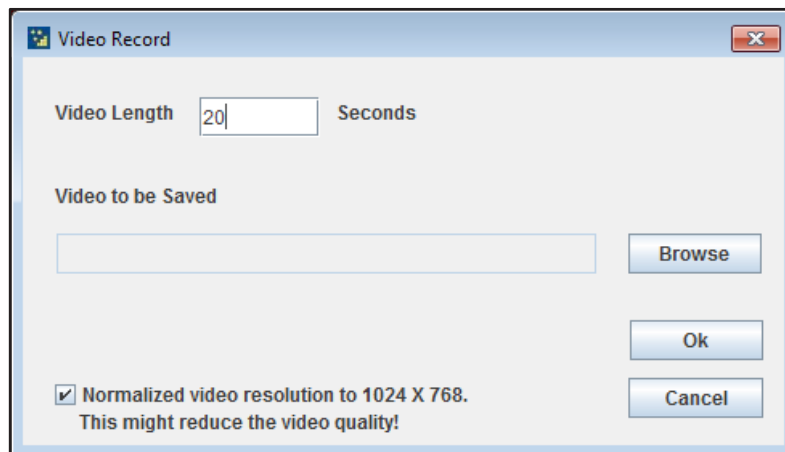 Video Record
Video Length 20 Seconds
Video to be Saved
Browse
Ok
Normalized video resolution to 1024 X 768.
This might reduce the video quality!
Cancel